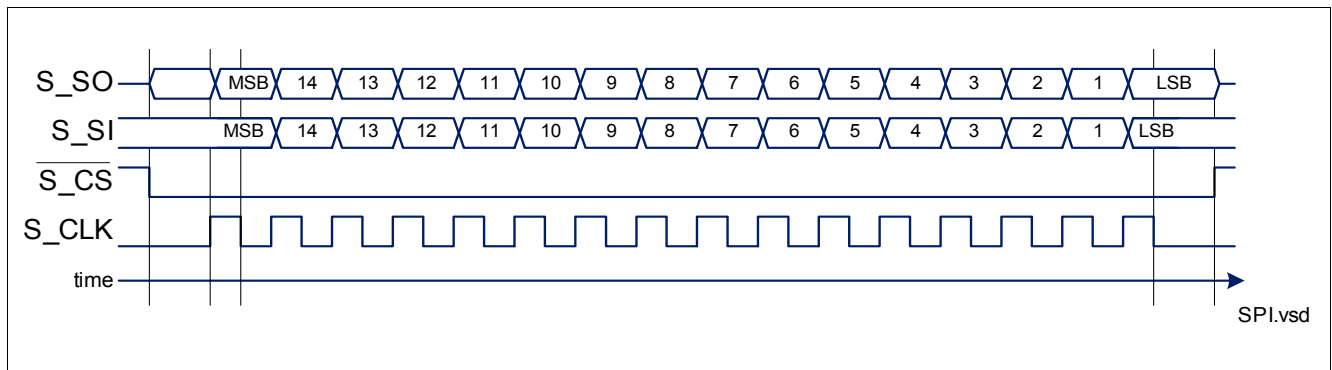 S_SO MSB 14 13 12 11 10 9 8 7 6 5 4 3 2 1 LSB
S_SI MSB 14 13 12 11 10 9 8 7 6 5 4 3 2 1 LSB
S_CS
S_CLK
time
SPI.vsd